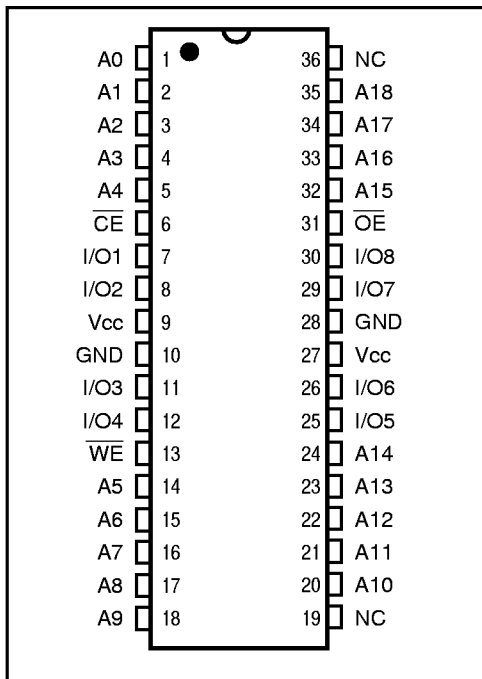 A0 1 36 NC
A1 2 35 A18
A2 3 34 A17
A3 4 33 A16
A4 5 32 A15
C̅E̅ 6 31 O̅E̅
I/O1 7 30 I/O8
I/O2 8 29 I/O7
Vcc 9 28 GND
GND 10 27 Vcc
I/O3 11 26 I/O6
I/O4 12 25 I/O5
W̅E̅ 13 24 A14
A5 14 23 A13
A6 15 22 A12
A7 16 21 A11
A8 17 20 A10
A9 18 19 NC